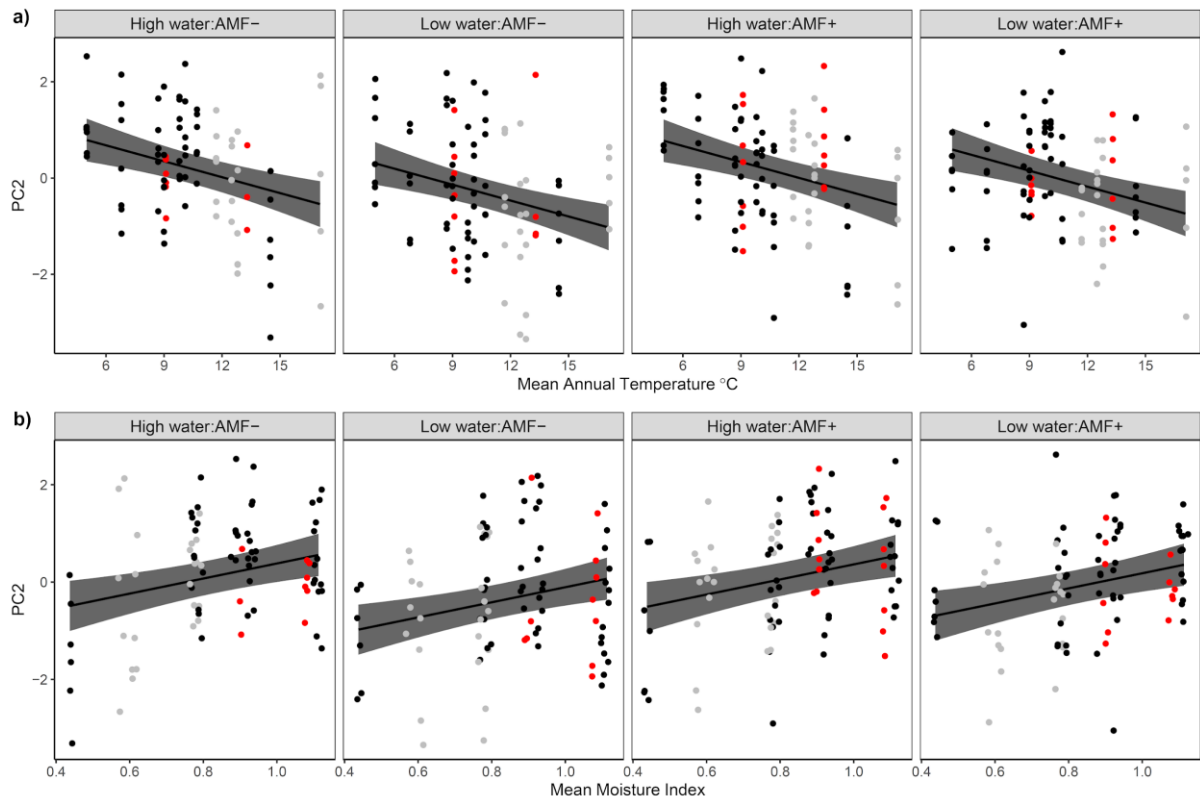 a)
High water:AMF− Low water:AMF− High water:AMF+ Low water:AMF+
PC2
2
0
−2
6 9 12 15 6 9 12 15 6 9 12 15 6 9 12 15
Mean Annual Temperature °C
b)
High water:AMF− Low water:AMF− High water:AMF+ Low water:AMF+
PC2
2
0
−2
0.4 0.6 0.8 1.0 0.4 0.6 0.8 1.0 0.4 0.6 0.8 1.0 0.4 0.6 0.8 1.0
Mean Moisture Index